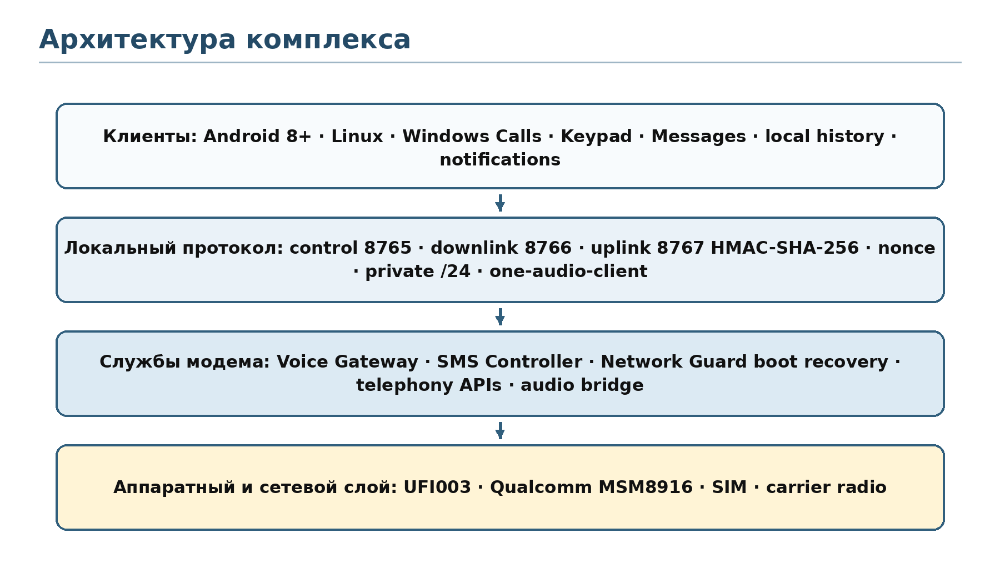 Архитектура комплекса
Клиенты: Android 8+ · Linux · Windows Calls · Keypad · Messages · local history ·
notifications
Локальный протокол: control 8765 · downlink 8766 · uplink 8767 HMAC-SHA-256 · nonce
· private /24 · one-audio-client
Службы модема: Voice Gateway · SMS Controller · Network Guard boot recovery ·
telephony APIs · audio bridge
Аппаратный и сетевой слой: UFI003 · Qualcomm MSM8916 · SIM · carrier radio